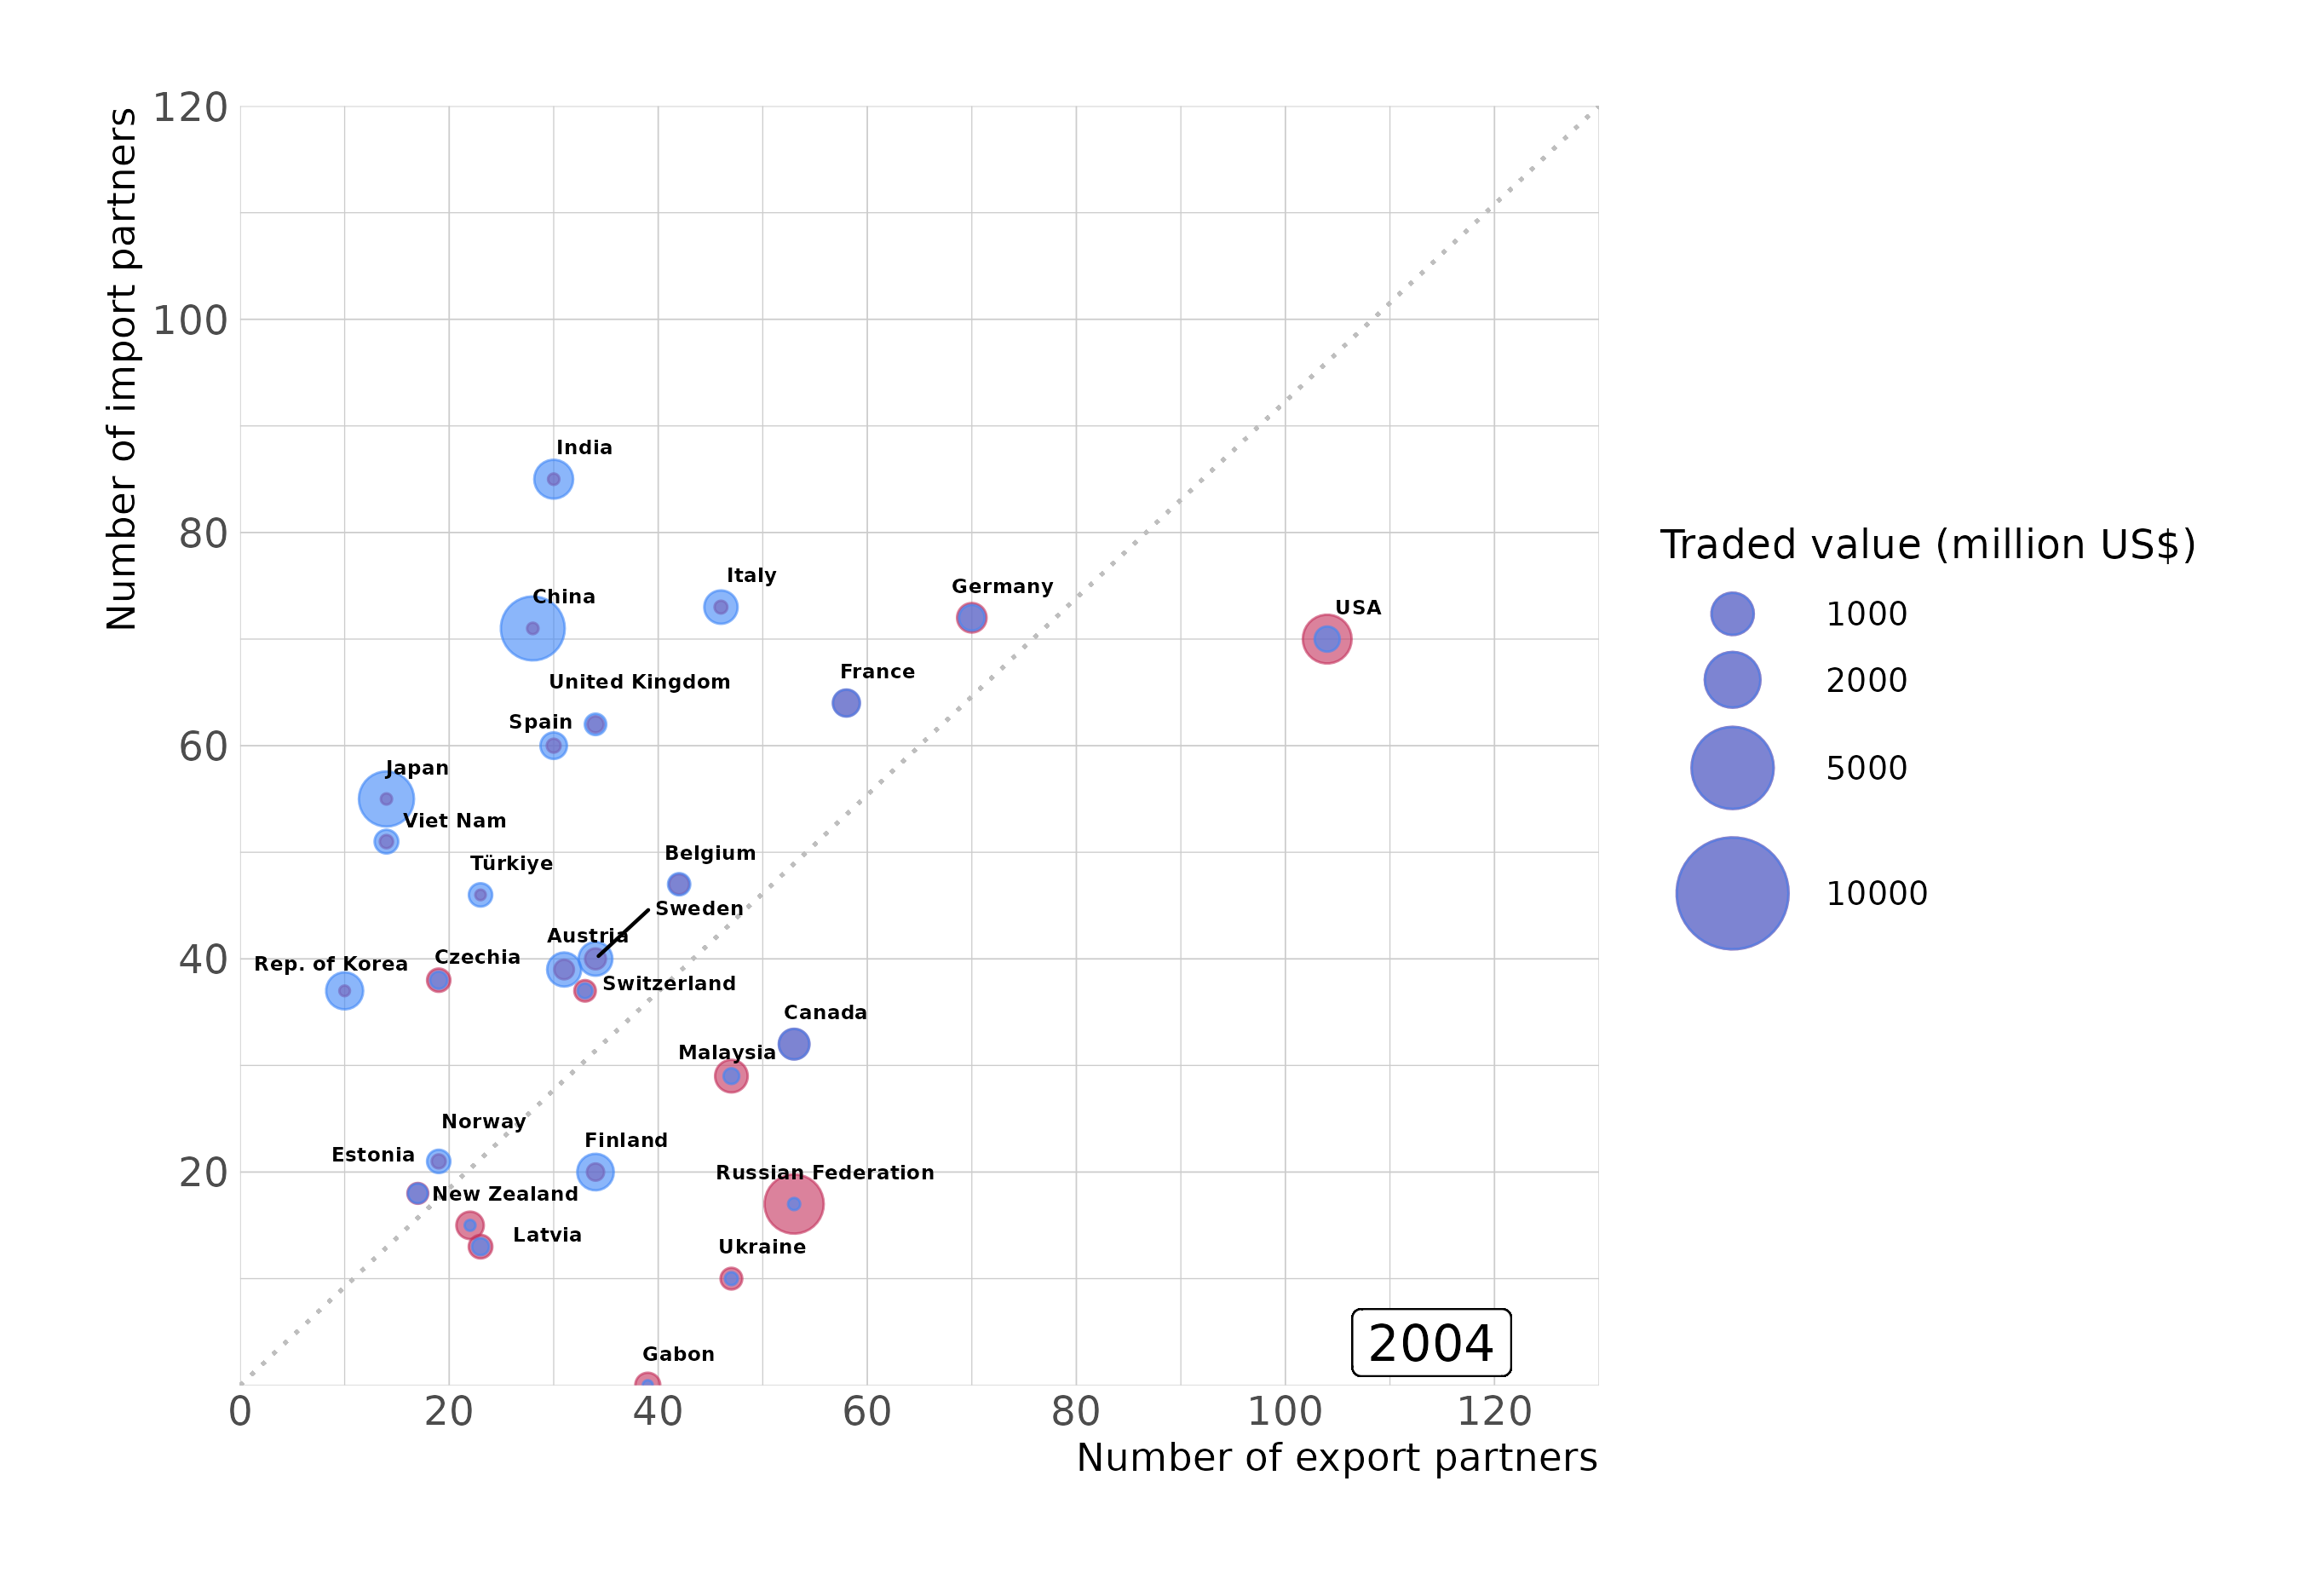 Number of import partners
120
100
80
60
40
20
India
Italy
China
Germany
USA
United Kingdom
France
Spain
Japan
Viet Nam
Türkiye
Belgium
Sweden
Austria
Czechia
Rep. of Korea
Switzerland
Canada
Malaysia
Norway
Estonia
Finland
Russian Federation
New Zealand
Latvia
Ukraine
Gabon
2004
0 20 40 60 80 100 120
Number of export partners
Traded value (million US$)
1000
2000
5000
10000